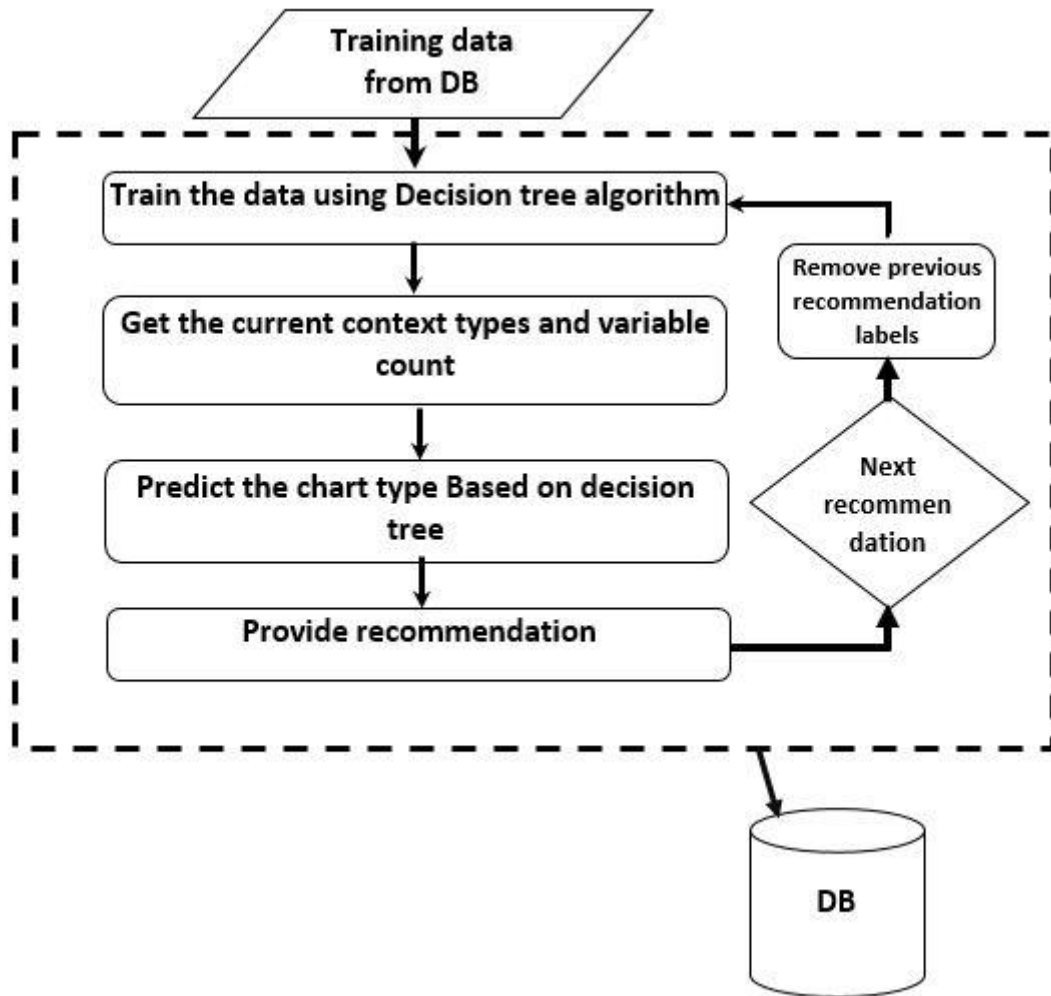 Training data
from DB
Train the data using Decision tree algorithm
Get the current context types and variable
count
Predict the chart type Based on decision
tree
Provide recommendation
Next
recommen
dation
Remove previous
recommendation
labels
DB